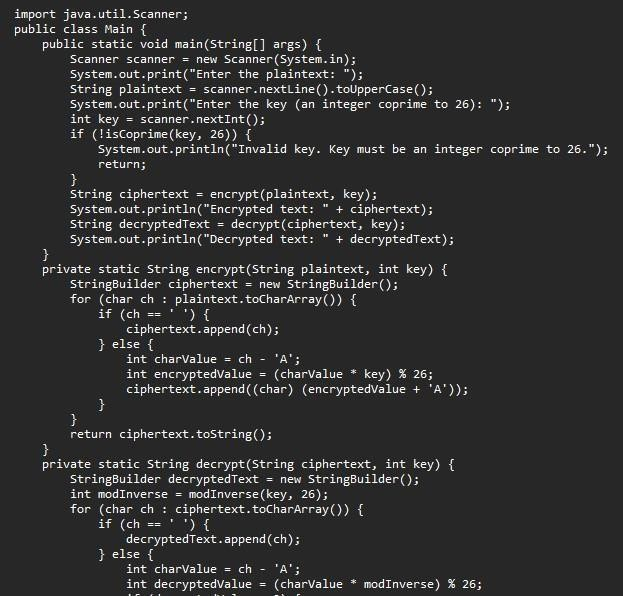 import java.util.Scanner;
public class Main {
    public static void main(String[] args) {
        Scanner scanner = new Scanner(System.in);
        System.out.print("Enter the plaintext: ");
        String plaintext = scanner.nextLine().toUpperCase();
        System.out.print("Enter the key (an integer coprime to 26): ");
        int key = scanner.nextInt();
        if (!isCoprime(key, 26)) {
            System.out.println("Invalid key. Key must be an integer coprime to 26.");
            return;
        }
        String ciphertext = encrypt(plaintext, key);
        System.out.println("Encrypted text: " + ciphertext);
        String decryptedText = decrypt(ciphertext, key);
        System.out.println("Decrypted text: " + decryptedText);
    }
    private static String encrypt(String plaintext, int key) {
        StringBuilder ciphertext = new StringBuilder();
        for (char ch : plaintext.toCharArray()) {
            if (ch == ' ') {
                ciphertext.append(ch);
            } else {
                int charValue = ch - 'A';
                int encryptedValue = (charValue * key) % 26;
                ciphertext.append((char) (encryptedValue + 'A'));
            }
        }
        return ciphertext.toString();
    }
    private static String decrypt(String ciphertext, int key) {
        StringBuilder decryptedText = new StringBuilder();
        int modInverse = modInverse(key, 26);
        for (char ch : ciphertext.toCharArray()) {
            if (ch == ' ') {
                decryptedText.append(ch);
            } else {
                int charValue = ch - 'A';
                int decryptedValue = (charValue * modInverse) % 26;